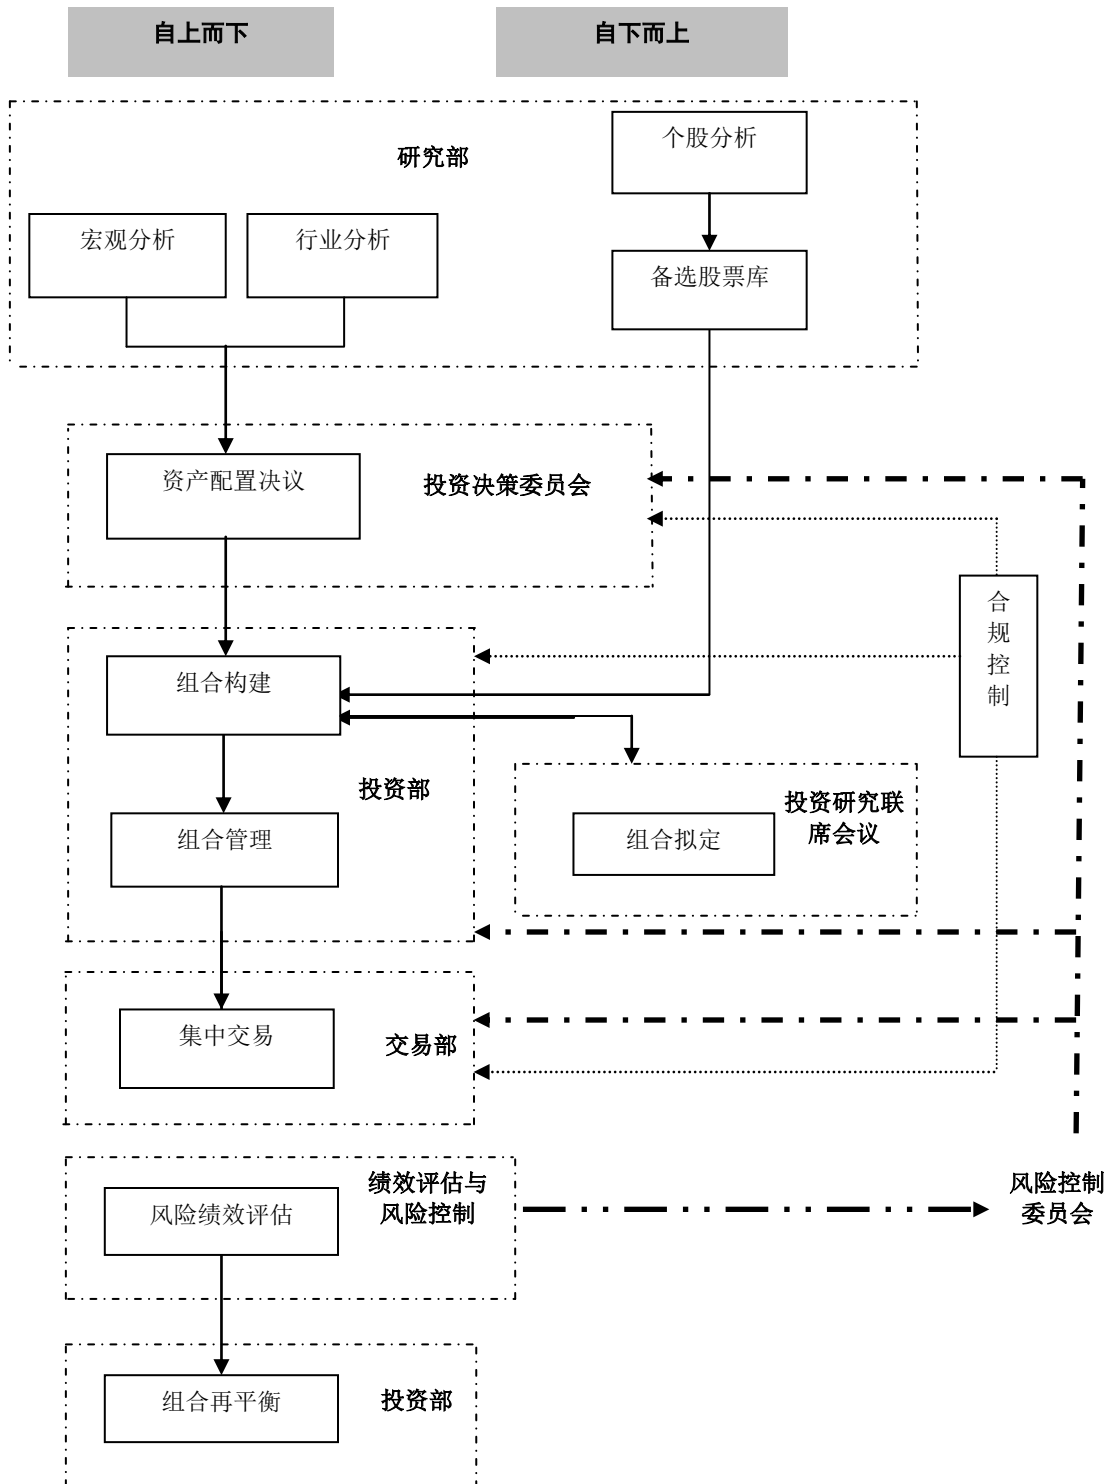 自上而下
自下而上
研究部
个股分析
宏观分析
行业分析
备选股票库
资产配置决议
投资决策委员会
合
规
控
制
组合构建
投资部
投资研究联
席会议
组合管理
组合拟定
集中交易
交易部
绩效评估与
风险控制
风险绩效评估
风险控制
委员会
组合再平衡
投资部